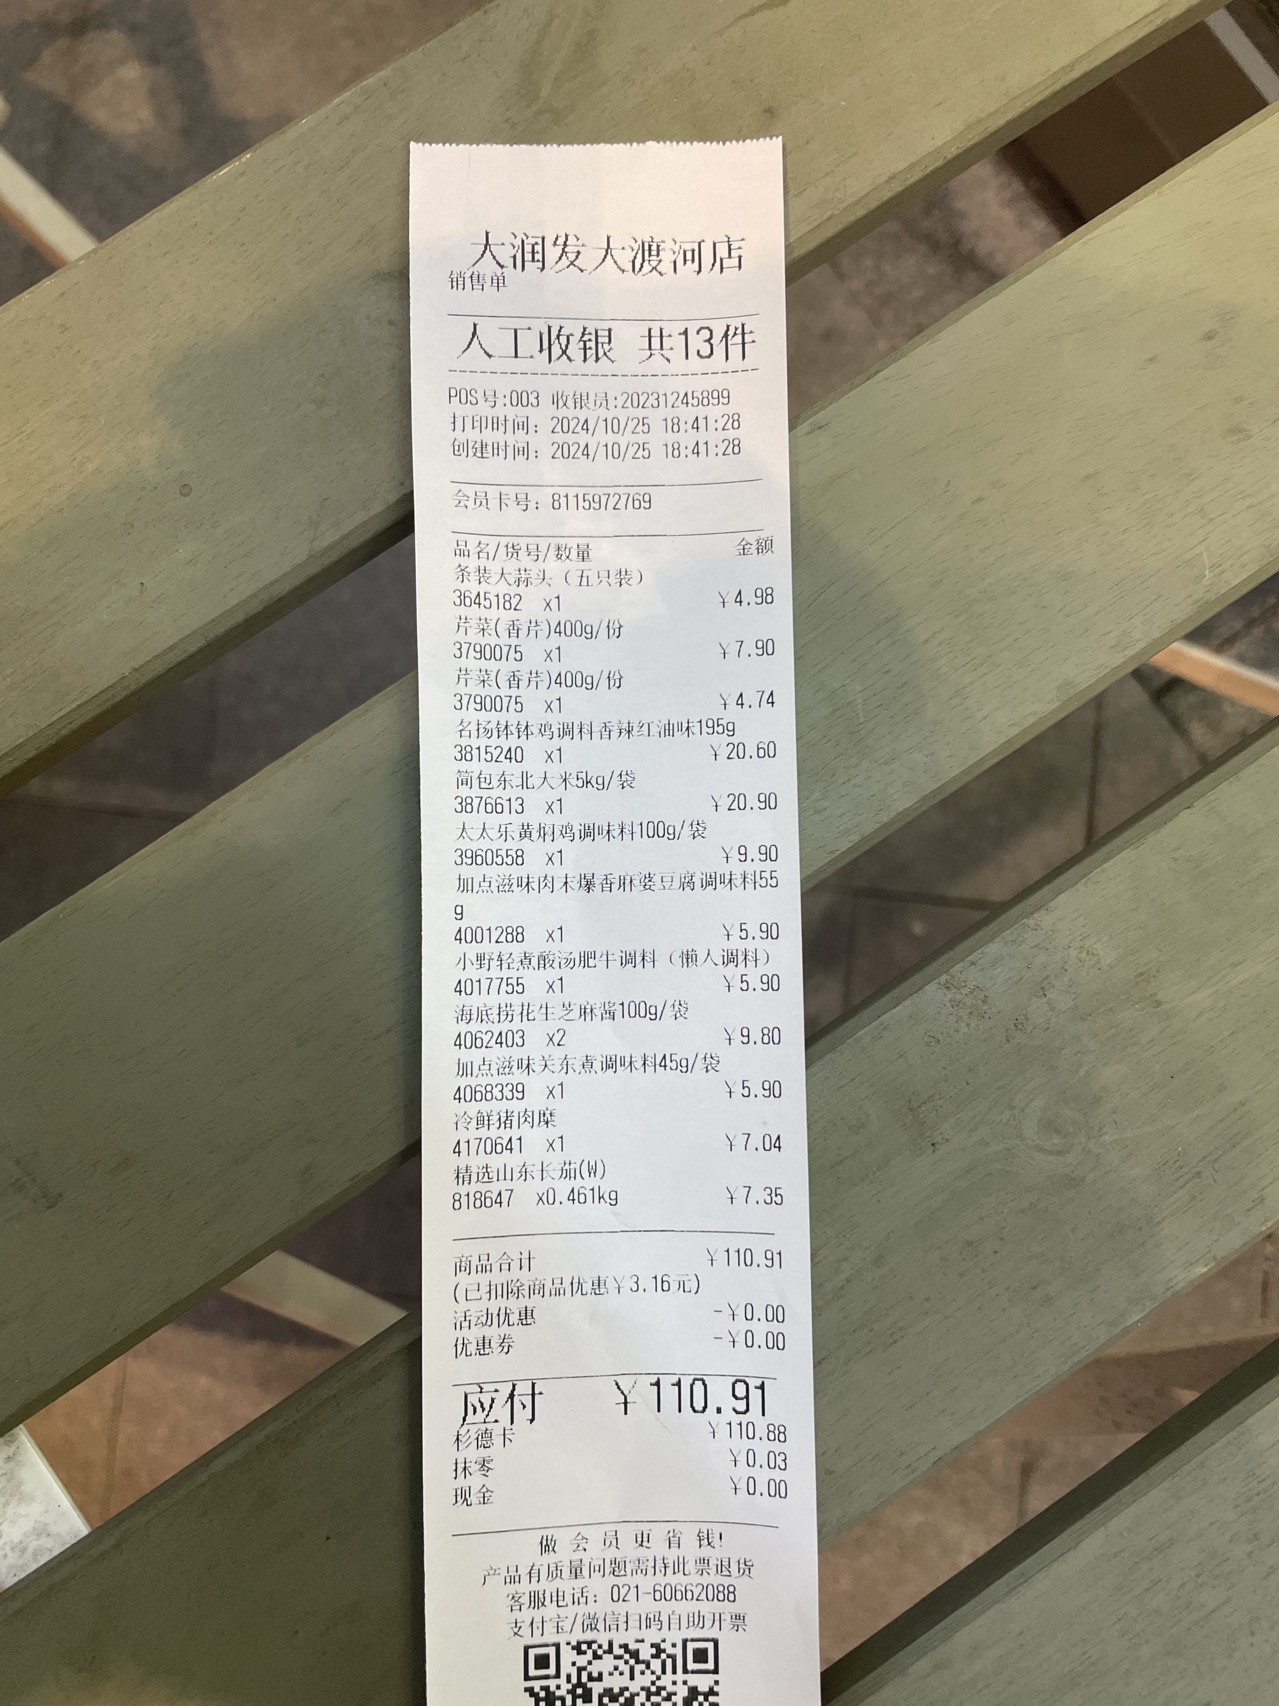 大润发大渡河店
销售单
人工收银 共13件
POS号:003 收银员:20231245899
打印时间: 2024/10/25 18:41:28
创建时间: 2024/10/25 18:41:28
会员卡号: 8115972769
品名/货号/数量 金额
条装大蒜头（五只装）
3645182 x1 ￥4.98
芹菜(香芹)400g/份
3790075 x1 ￥7.90
芹菜(香芹)400g/份
3790075 x1 ￥4.74
名扬钵钵鸡调料香辣红油味195g
3815240 x1 ￥20.60
简包东北大米5kg/袋
3876613 x1 ￥20.90
太太乐黄焖鸡调味料100g/袋
3960558 x1 ￥9.90
加点滋味肉末爆香麻婆豆腐调味料55
g
4001288 x1 ￥5.90
小野轻煮酸汤肥牛调料（懒人调料）
4017755 x1 ￥5.90
海底捞花生芝麻酱100g/袋
4062403 x2 ￥9.80
加点滋味关东煮调味料45g/袋
4068339 x1 ￥5.90
冷鲜猪肉糜
4170641 x1 ￥7.04
精选山东长茄(W)
818647 x0.461kg ￥7.35
商品合计 ￥110.91
(已扣除商品优惠￥3.16元)
活动优惠 -￥0.00
优惠券 -￥0.00
应付 ￥110.91
杉德卡 ￥110.88
抹零 ￥0.03
现金 ￥0.00
做 会 员 更 省 钱!
产品有质量问题需持此票退货
客服电话: 021-60662088
支付宝/微信扫码自助开票